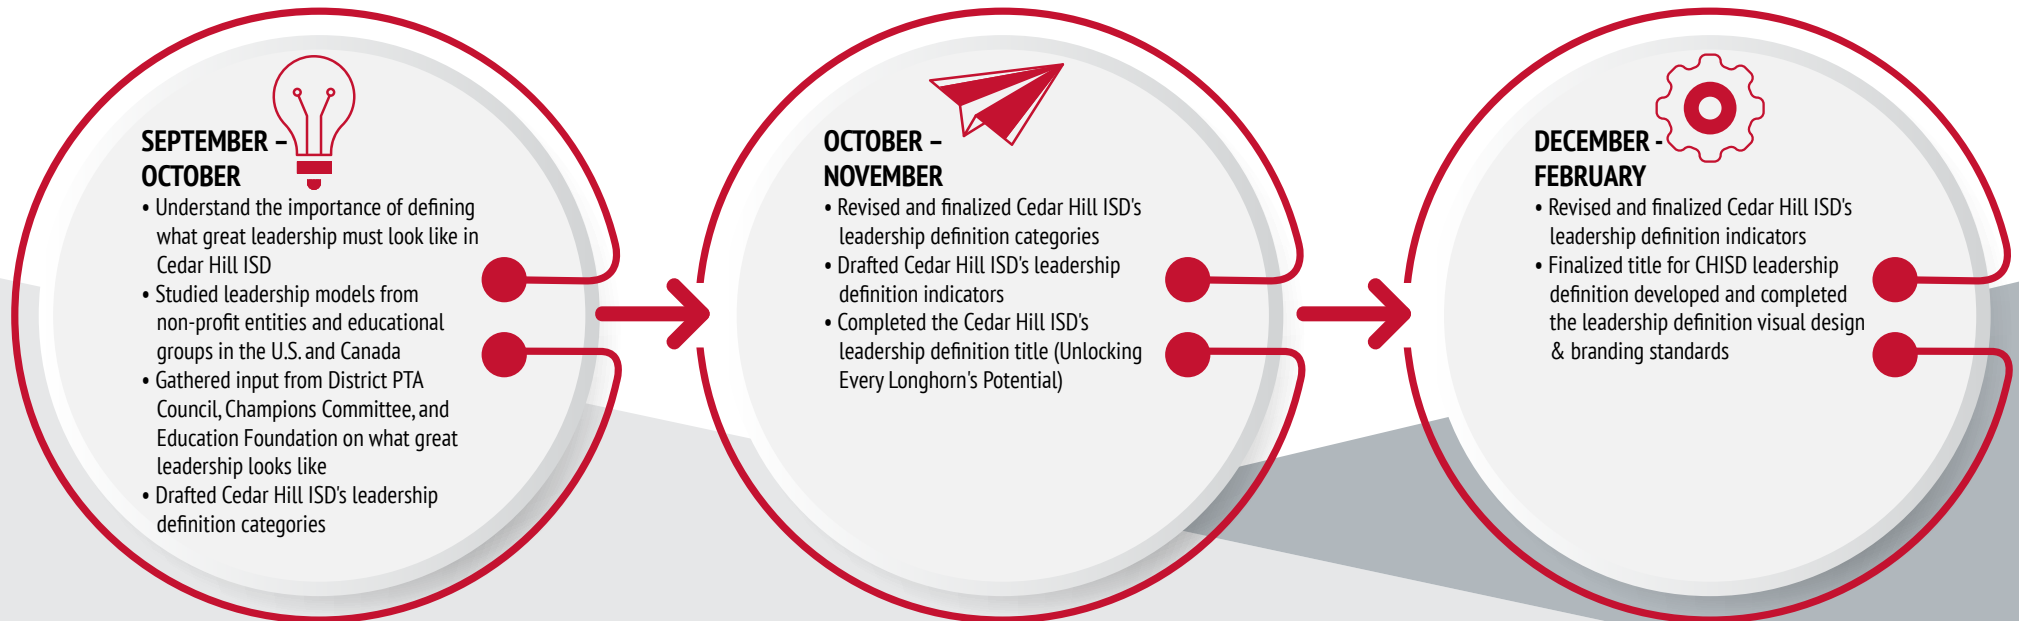 SEPTEMBER –
OCTOBER
• Understand the importance of defining
what great leadership must look like in
Cedar Hill ISD
• Studied leadership models from
non-profit entities and educational
groups in the U.S. and Canada
• Gathered input from District PTA
Council, Champions Committee, and
Education Foundation on what great
leadership looks like
• Drafted Cedar Hill ISD's leadership
definition categories
OCTOBER –
NOVEMBER
• Revised and finalized Cedar Hill ISD's
leadership definition categories
• Drafted Cedar Hill ISD's leadership
definition indicators
• Completed the Cedar Hill ISD's
leadership definition title (Unlocking
Every Longhorn's Potential)
DECEMBER -
FEBRUARY
• Revised and finalized Cedar Hill ISD's
leadership definition indicators
• Finalized title for CHISD leadership
definition developed and completed
the leadership definition visual design
& branding standards